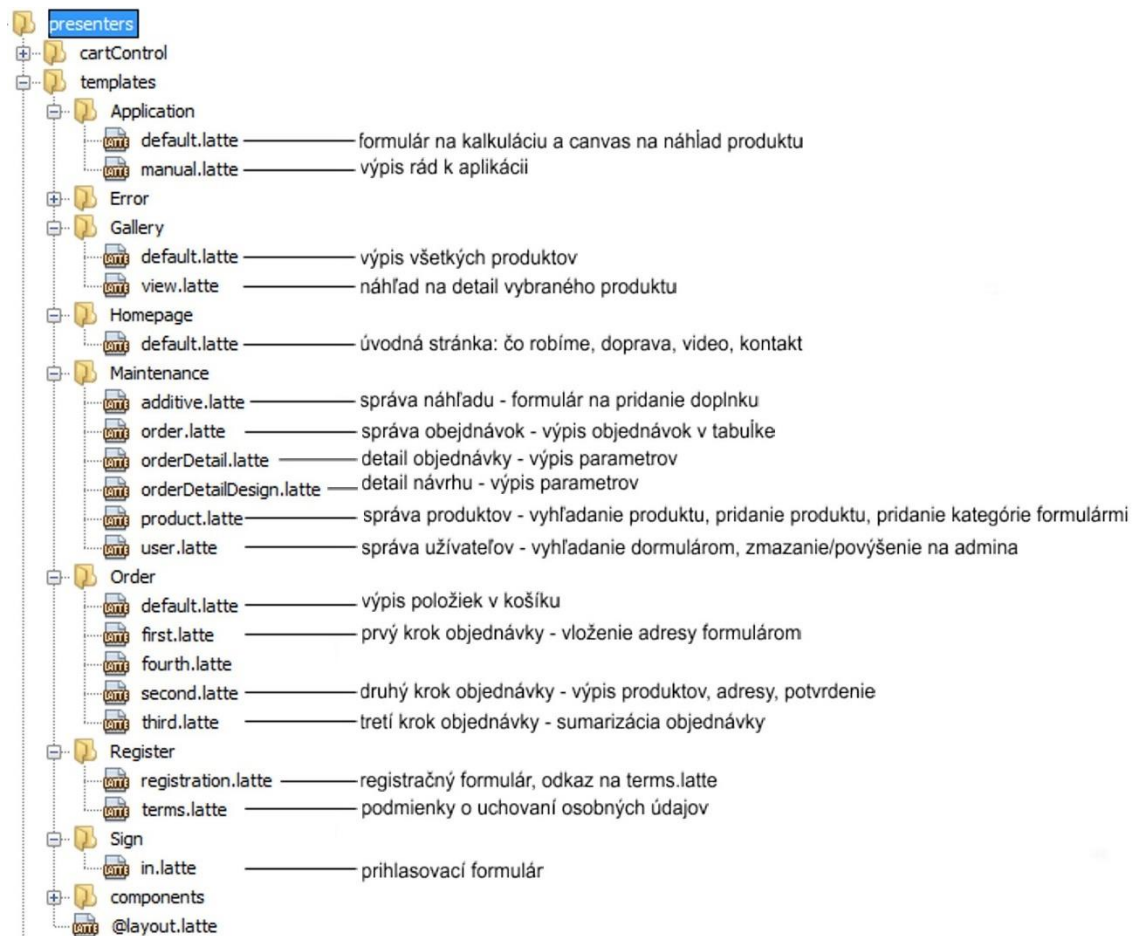 presenters
cartControl
templates
Application
default.latte formulár na kalkuláciu a canvas na náhĺad produktu
manual.latte výpis rád k aplikácii
Error
Gallery
default.latte výpis všetkých produktov
view.latte náhľad na detail vybraného produktu
Homepage
default.latte úvodná stránka: čo robíme, doprava, video, kontakt
Maintenance
additive.latte správa náhľadu - formulár na pridanie doplnku
order.latte správa obejdnávok - výpis objednávok v tabuĺke
orderDetail.latte detail objednávky - výpis parametrov
orderDetailDesign.latte detail návrhu - výpis parametrov
product.latte správa produktov - vyhľadanie produktu, pridanie produktu, pridanie kategórie formulármi
user.latte správa užívateľov - vyhľadanie dormulárom, zmazanie/povýšenie na admina
Order
default.latte výpis položiek v košíku
first.latte prvý krok objednávky - vloženie adresy formulárom
fourth.latte
second.latte druhý krok objednávky - výpis produktov, adresy, potvrdenie
third.latte tretí krok objednávky - sumarizácia objednávky
Register
registration.latte registračný formulár, odkaz na terms.latte
terms.latte podmienky o uchovaní osobných údajov
Sign
in.latte prihlasovací formulár
components
@layout.latte